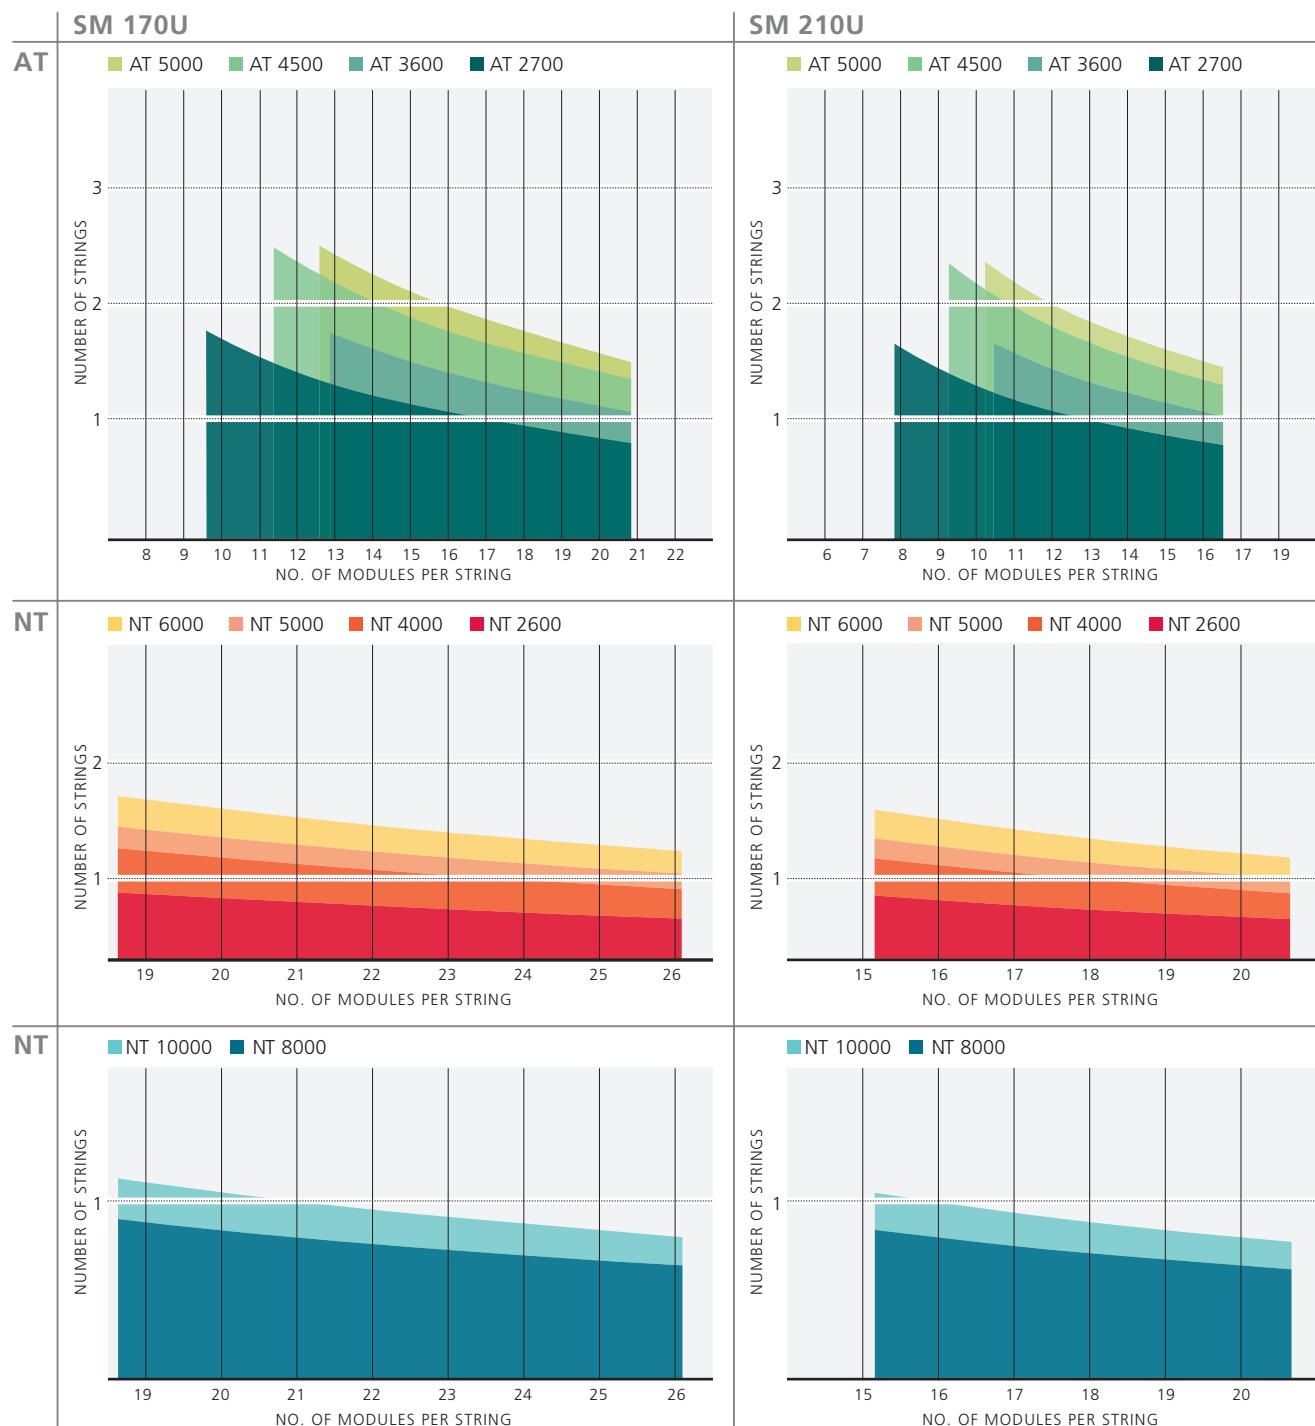 SM 170U
SM 210U
AT
AT 5000 AT 4500 AT 3600 AT 2700
AT 5000 AT 4500 AT 3600 AT 2700
NUMBER OF STRINGS
3
2
1
8 9 10 11 12 13 14 15 16 17 18 19 20 21 22
NO. OF MODULES PER STRING
NUMBER OF STRINGS
3
2
1
6 7 8 9 10 11 12 13 14 15 16 17 19
NO. OF MODULES PER STRING
NT
NT 6000 NT 5000 NT 4000 NT 2600
NT 6000 NT 5000 NT 4000 NT 2600
NUMBER OF STRINGS
2
1
19 20 21 22 23 24 25 26
NO. OF MODULES PER STRING
NUMBER OF STRINGS
2
1
15 16 17 18 19 20
NO. OF MODULES PER STRING
NT
NT 10000 NT 8000
NT 10000 NT 8000
NUMBER OF STRINGS
1
19 20 21 22 23 24 25 26
NO. OF MODULES PER STRING
NUMBER OF STRINGS
1
15 16 17 18 19 20
NO. OF MODULES PER STRING